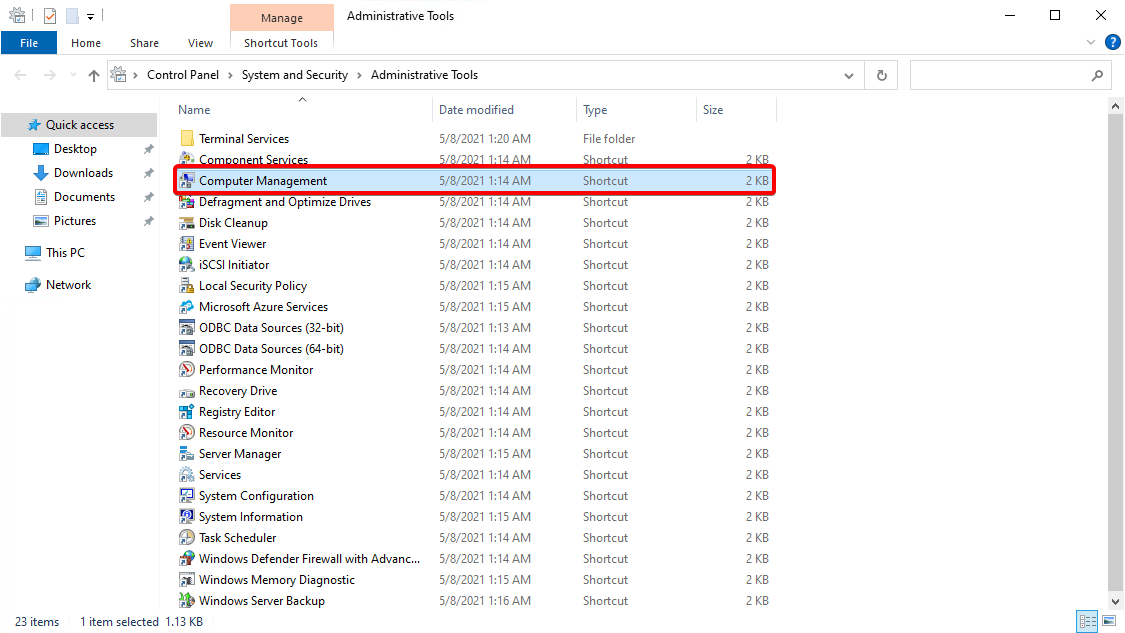 Manage
Administrative Tools
File
Home
Share
View
Shortcut Tools
?
Control Panel > System and Security > Administrative Tools
Name
Date modified
Type
Size
Quick access
Desktop
Downloads
Documents
Pictures
This PC
Network
Terminal Services 5/8/2021 1:20 AM File folder
Component Services 5/8/2021 1:14 AM Shortcut 2 KB
Computer Management 5/8/2021 1:14 AM Shortcut 2 KB
Defragment and Optimize Drives 5/8/2021 1:14 AM Shortcut 2 KB
Disk Cleanup 5/8/2021 1:14 AM Shortcut 2 KB
Event Viewer 5/8/2021 1:14 AM Shortcut 2 KB
iSCSI Initiator 5/8/2021 1:14 AM Shortcut 2 KB
Local Security Policy 5/8/2021 1:15 AM Shortcut 2 KB
Microsoft Azure Services 5/8/2021 1:15 AM Shortcut 2 KB
ODBC Data Sources (32-bit) 5/8/2021 1:13 AM Shortcut 2 KB
ODBC Data Sources (64-bit) 5/8/2021 1:14 AM Shortcut 2 KB
Performance Monitor 5/8/2021 1:14 AM Shortcut 2 KB
Recovery Drive 5/8/2021 1:14 AM Shortcut 2 KB
Registry Editor 5/8/2021 1:14 AM Shortcut 2 KB
Resource Monitor 5/8/2021 1:14 AM Shortcut 2 KB
Server Manager 5/8/2021 1:15 AM Shortcut 2 KB
Services 5/8/2021 1:14 AM Shortcut 2 KB
System Configuration 5/8/2021 1:14 AM Shortcut 2 KB
System Information 5/8/2021 1:15 AM Shortcut 2 KB
Task Scheduler 5/8/2021 1:14 AM Shortcut 2 KB
Windows Defender Firewall with Advanc... 5/8/2021 1:14 AM Shortcut 2 KB
Windows Memory Diagnostic 5/8/2021 1:15 AM Shortcut 2 KB
Windows Server Backup 5/8/2021 1:16 AM Shortcut 2 KB
23 items 1 item selected 1.13 KB